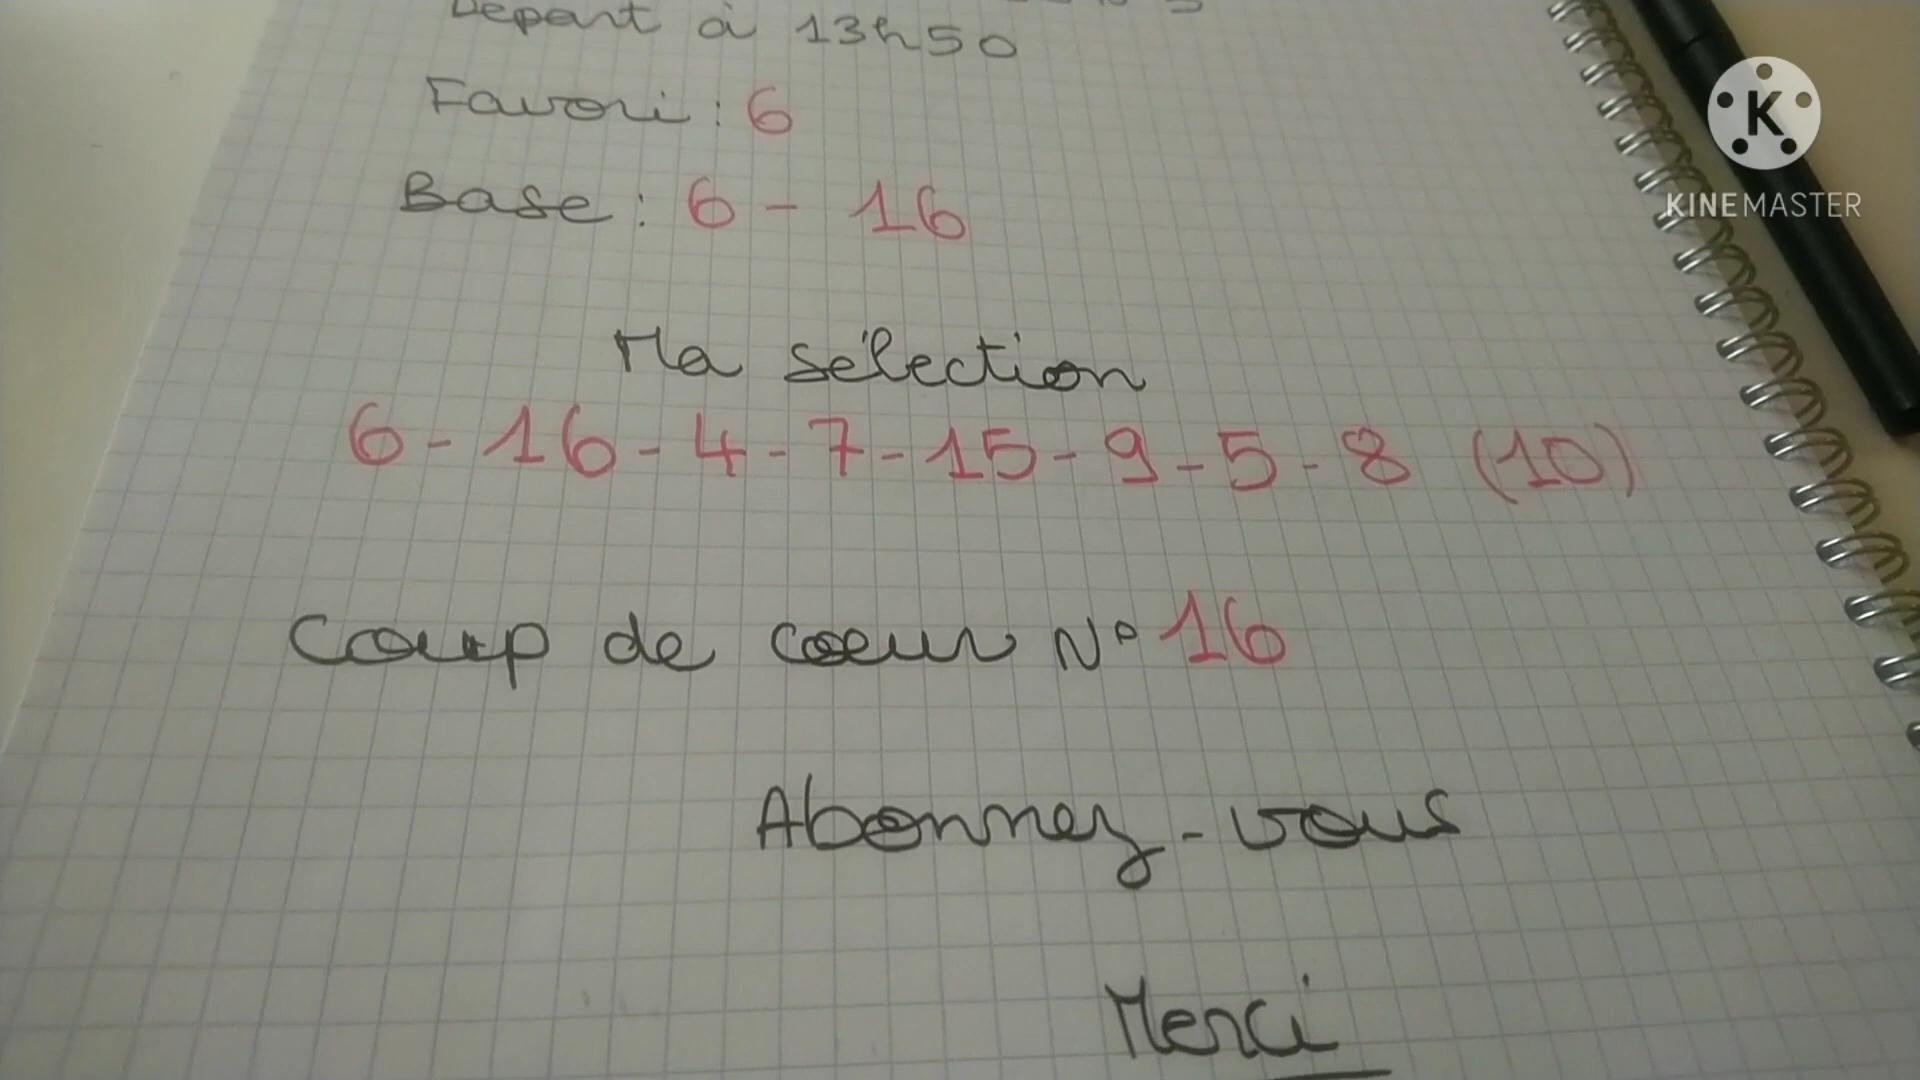 Départ à 13h50
Favori : 6
Base : 6 - 16
Ma sélection
6 - 16 - 4 - 7 - 15 - 9 - 5 - 8 (10)
Coup de coeur N° 16
Abonnez-vous
Merci
K
KINEMASTER